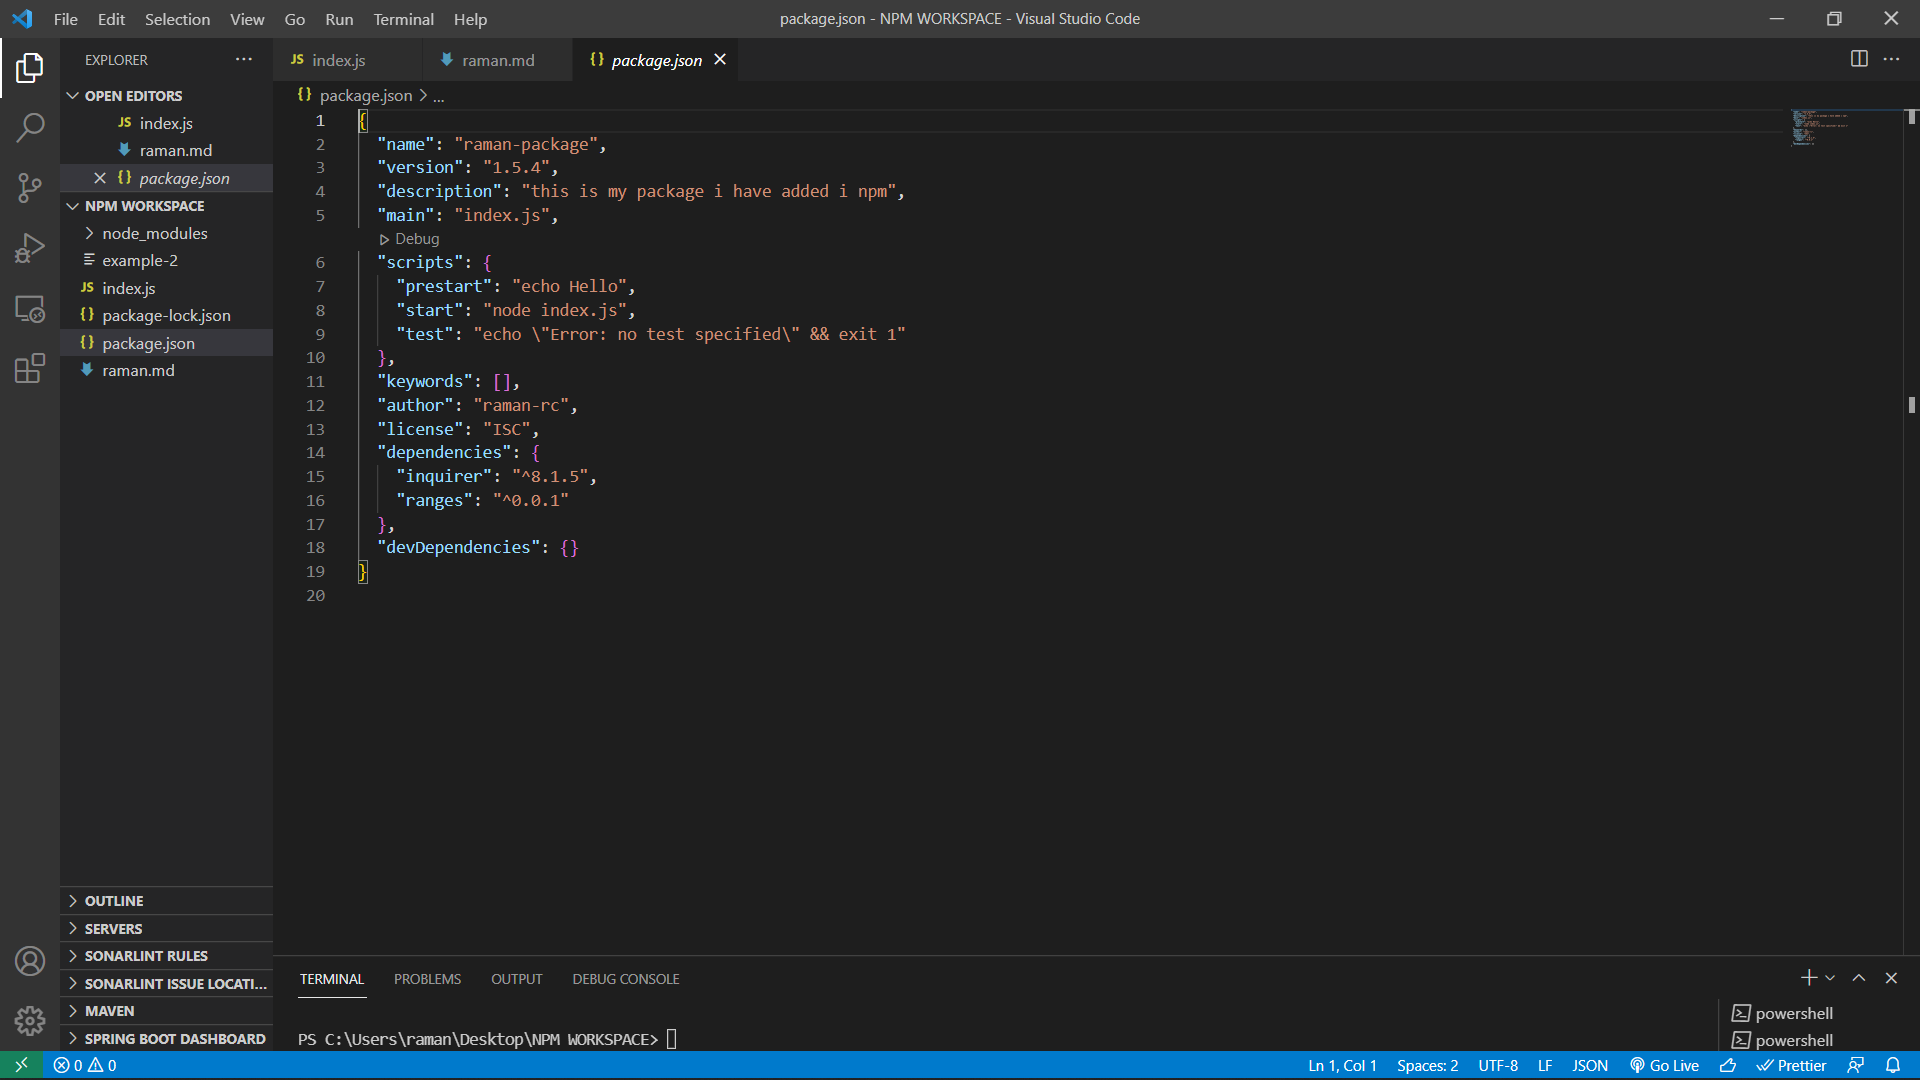 File Edit Selection View Go Run Terminal Help
package.json - NPM WORKSPACE - Visual Studio Code
EXPLORER
OPEN EDITORS
JS index.js
raman.md
{} package.json
NPM WORKSPACE
node_modules
example-2
JS index.js
{} package-lock.json
{} package.json
raman.md
OUTLINE
SERVERS
SONARLINT RULES
SONARLINT ISSUE LOCATI...
MAVEN
SPRING BOOT DASHBOARD
JS index.js
raman.md
{} package.json
{} package.json > ...
1 {
2 "name": "raman-package",
3 "version": "1.5.4",
4 "description": "this is my package i have added i npm",
5 "main": "index.js",
Debug
6 "scripts": {
7 "prestart": "echo Hello",
8 "start": "node index.js",
9 "test": "echo \"Error: no test specified\" && exit 1"
10 },
11 "keywords": [],
12 "author": "raman-rc",
13 "license": "ISC",
14 "dependencies": {
15 "inquirer": "^8.1.5",
16 "ranges": "^0.0.1"
17 },
18 "devDependencies": {}
19 }
20
TERMINAL PROBLEMS OUTPUT DEBUG CONSOLE
PS C:\Users\raman\Desktop\NPM WORKSPACE>
powershell
powershell
0 0
Ln 1, Col 1 Spaces: 2 UTF-8 LF JSON Go Live Prettier